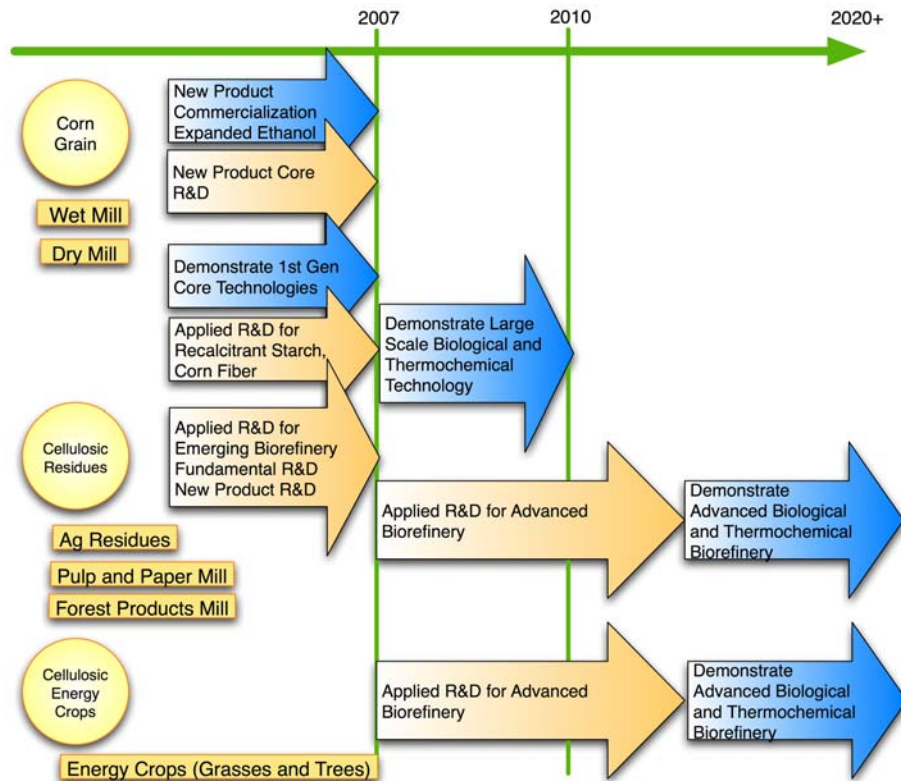 2007
2010
2020+
Corn
Grain
Wet Mill
Dry Mill
New Product
Commercialization
Expanded Ethanol
New Product Core
R&D
Demonstrate 1st Gen
Core Technologies
Applied R&D for
Recalcitrant Starch,
Corn Fiber
Demonstrate Large
Scale Biological and
Thermochemical
Technology
Cellulosic
Residues
Ag Residues
Pulp and Paper Mill
Forest Products Mill
Applied R&D for
Emerging Biorefinery
Fundamental R&D
New Product R&D
Applied R&D for Advanced
Biorefinery
Demonstrate
Advanced Biological
and Thermochemical
Biorefinery
Cellulosic
Energy
Crops
Energy Crops (Grasses and Trees)
Applied R&D for Advanced
Biorefinery
Demonstrate
Advanced Biological
and Thermochemical
Biorefinery